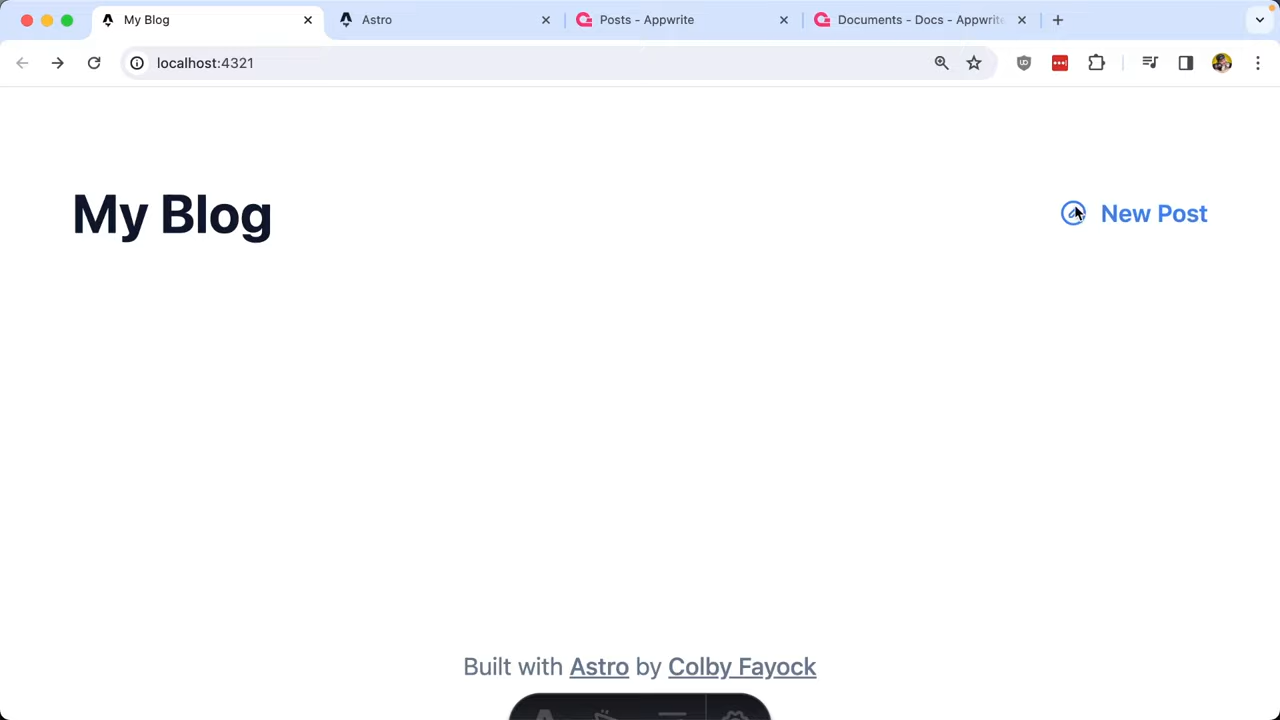 My Blog
Astro
Posts - Appwrite
Documents - Docs - Appwrite
localhost:4321
My Blog
New Post
Built with Astro by Colby Fayock